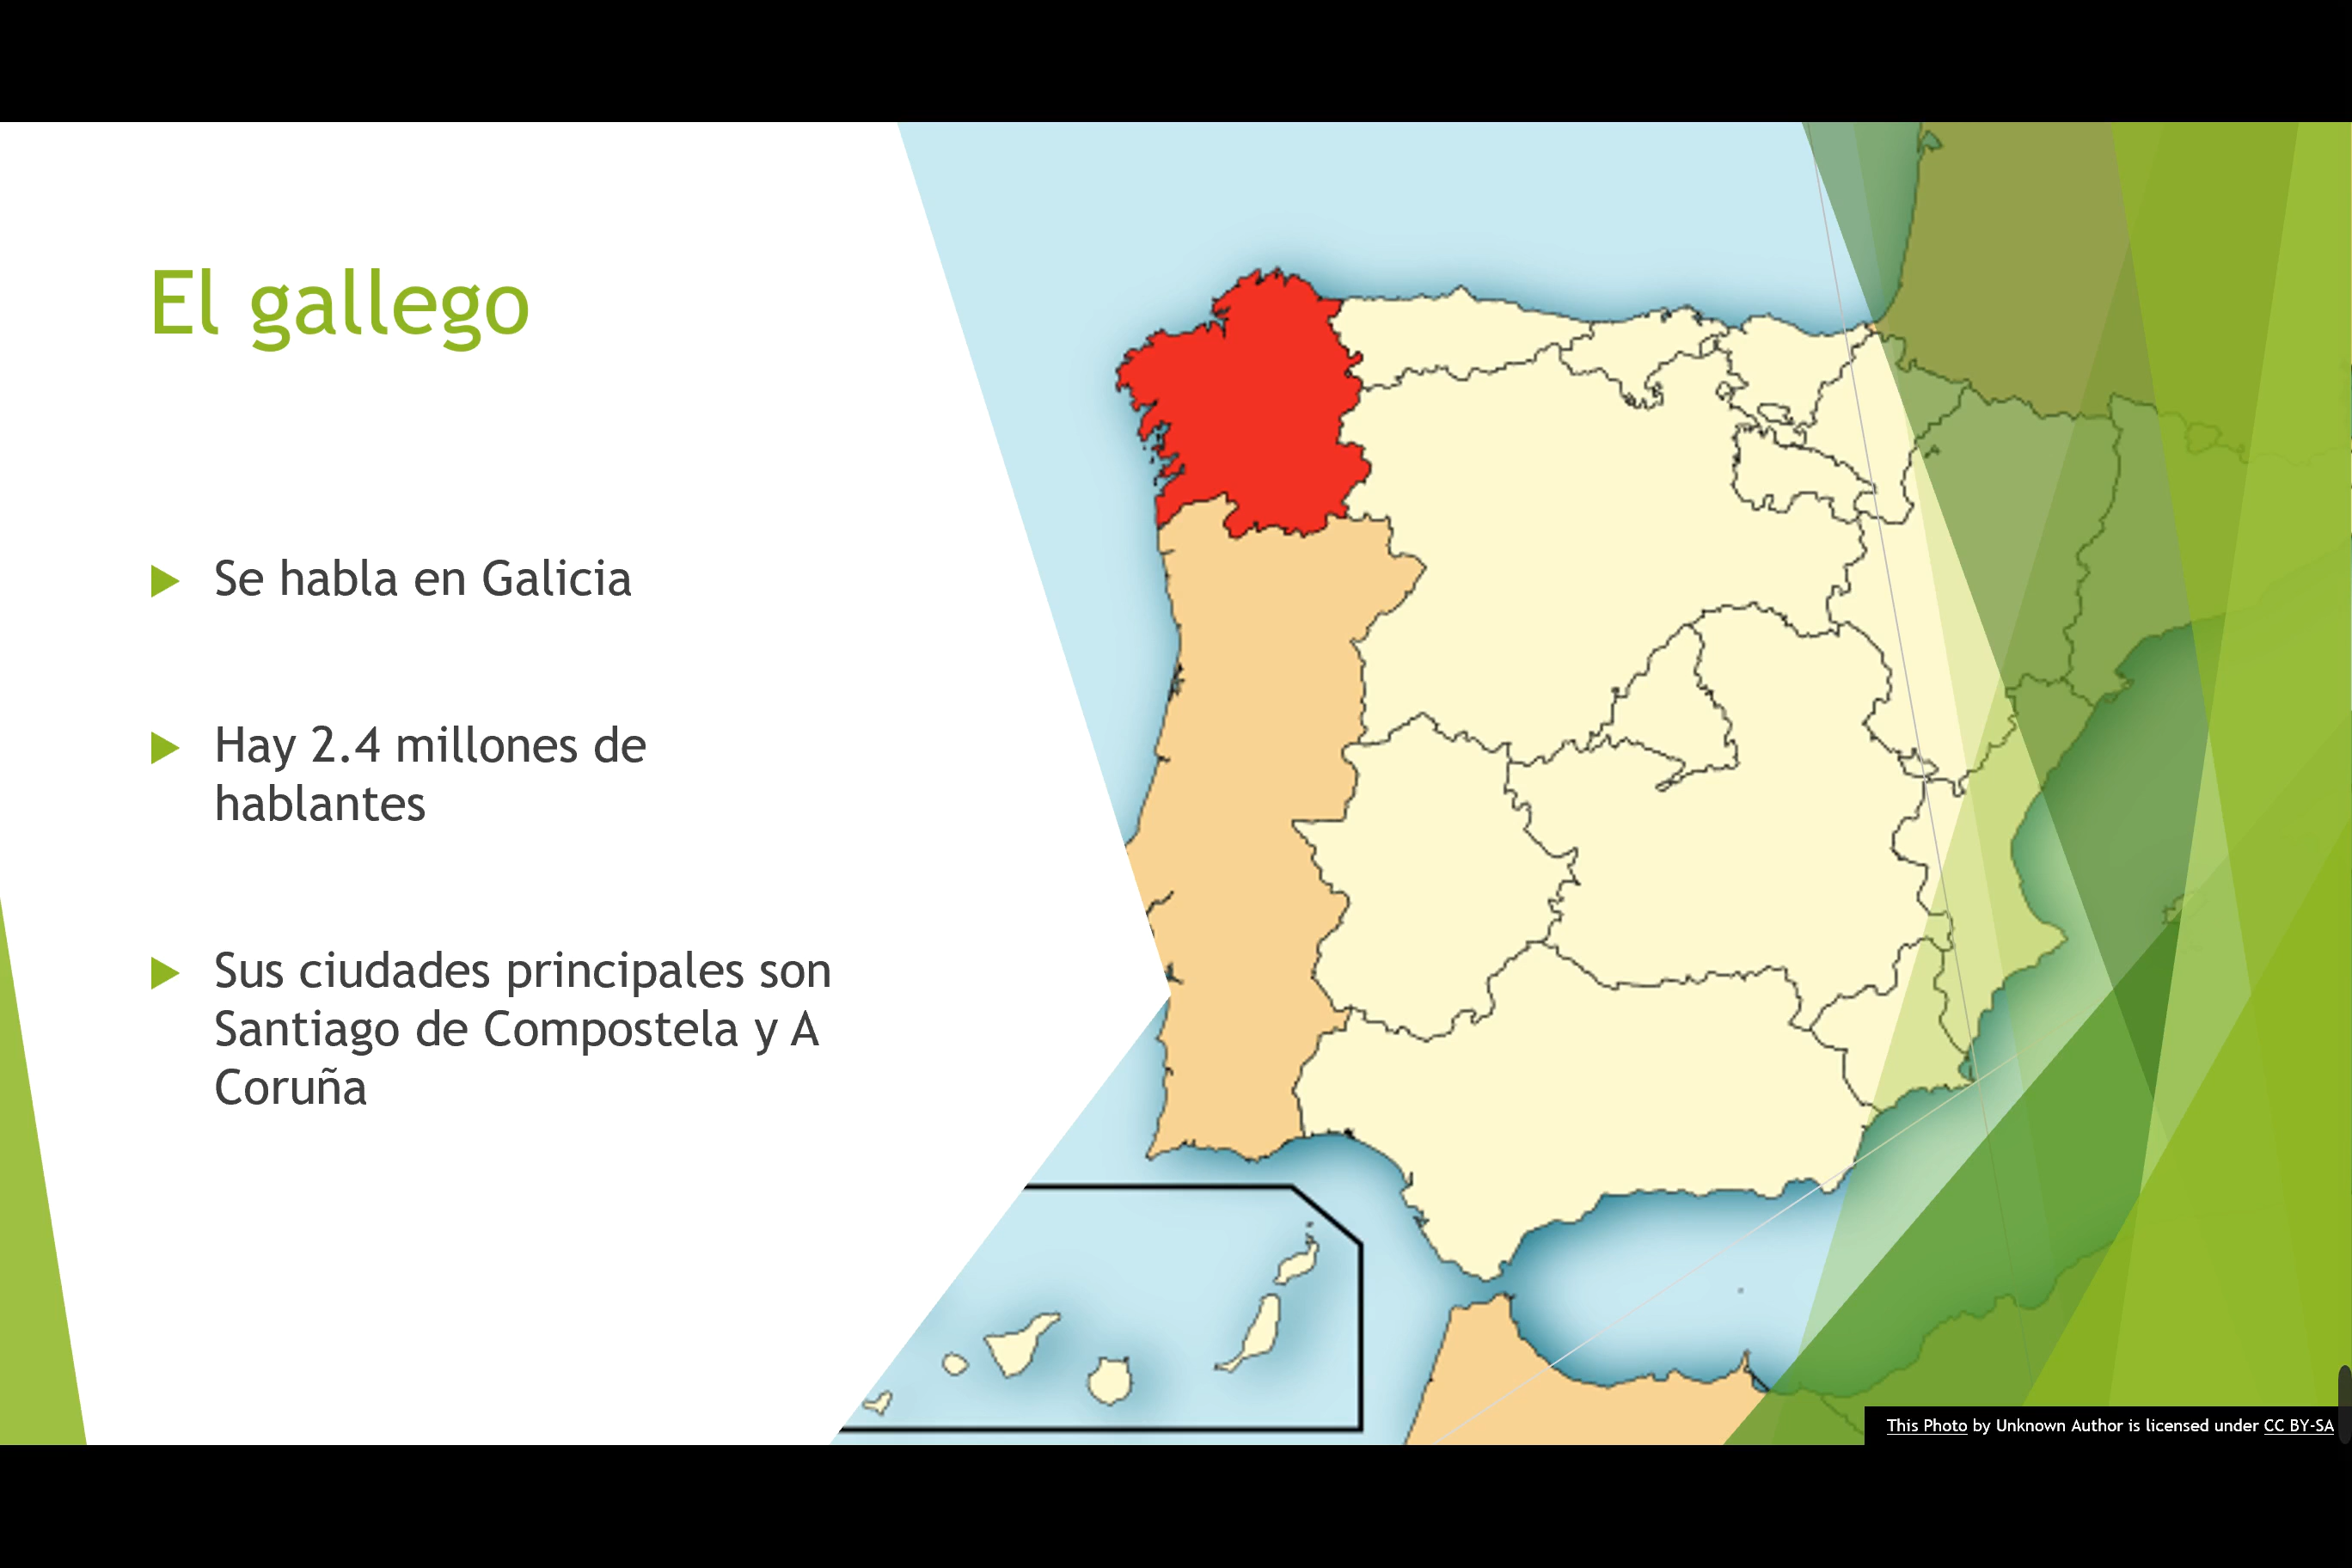 El gallego
Se habla en Galicia
Hay 2.4 millones de
hablantes
Sus ciudades principales son
Santiago de Compostela y A
Coruña
This Photo by Unknown Author is licensed under CC BY-SA